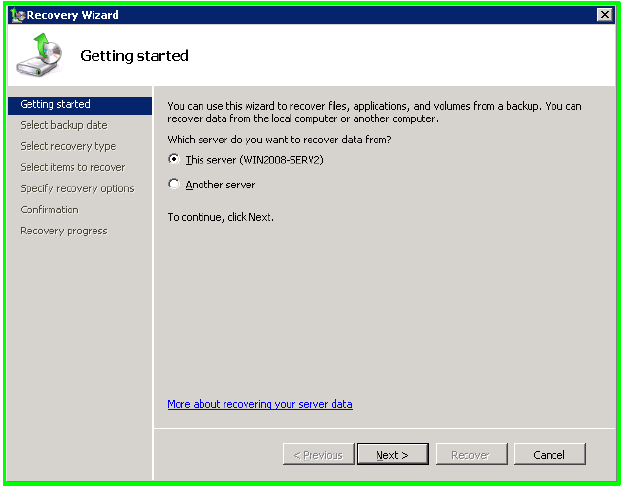 Recovery Wizard
Getting started
Getting started
Select backup date
Select recovery type
Select items to recover
Specify recovery options
Confirmation
Recovery progress
You can use this wizard to recover files, applications, and volumes from a backup. You can
recover data from the local computer or another computer.
Which server do you want to recover data from?
This server (WIN2008-SERV2)
Another server
To continue, click Next.
More about recovering your server data
< Previous
Next >
Recover
Cancel